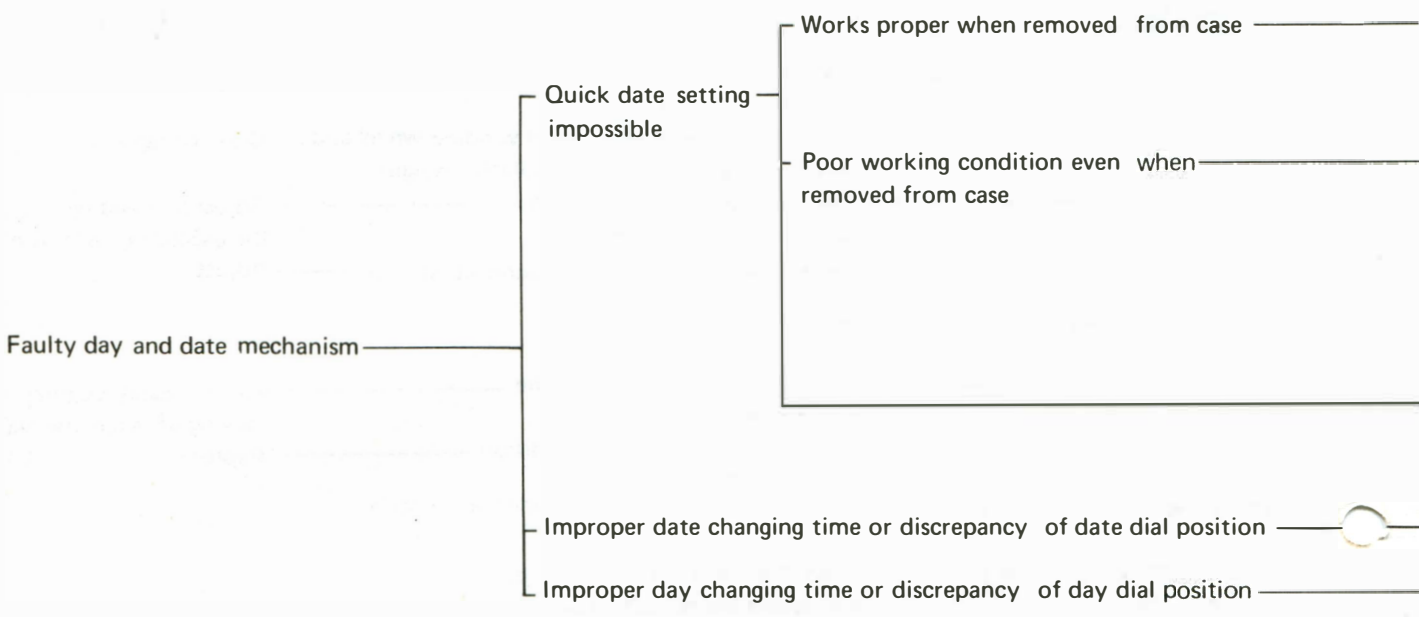 Works proper when removed from case
Quick date setting
impossible
Poor working condition even when
removed from case
Faulty day and date mechanism
Improper date changing time or discrepancy of date dial position
Improper day changing time or discrepancy of day dial position